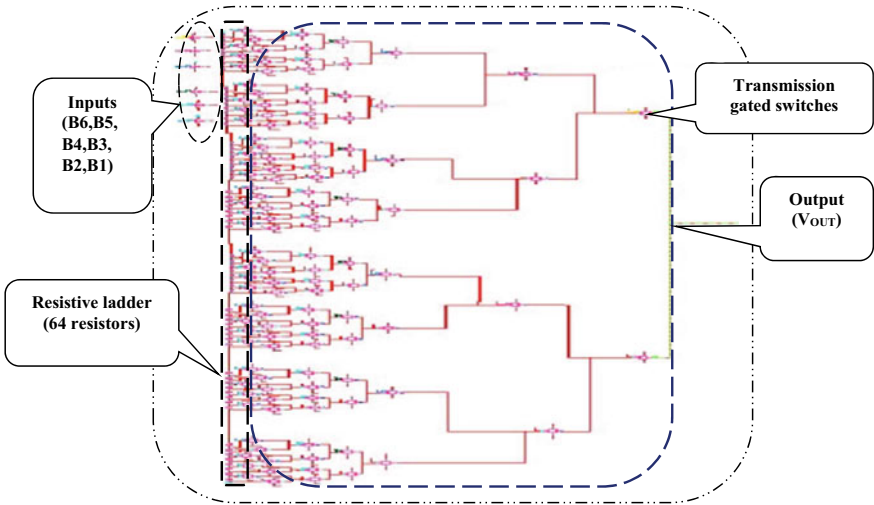 Inputs
(B6,B5,
B4,B3,
B2,B1)
Transmission
gated switches
Output
(VOUT)
Resistive ladder
(64 resistors)